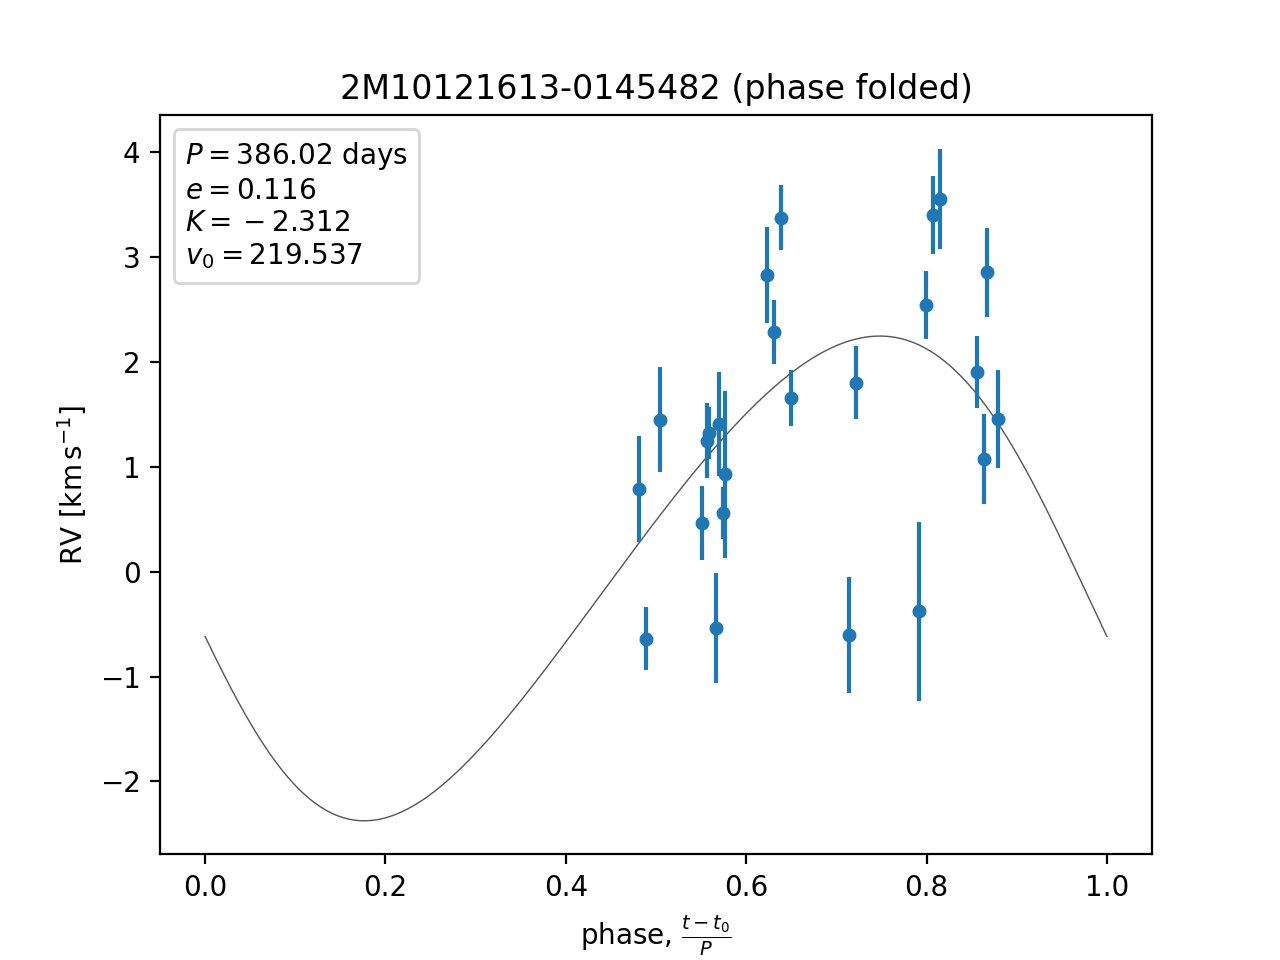 2M10121613-0145482 (phase folded)
P = 386.02 days
e = 0.116
K = −2.312
v₀ = 219.537
4
3
2
1
0
−1
−2
RV [km s⁻¹]
0.0 0.2 0.4 0.6 0.8 1.0
phase, (t − t₀)/P